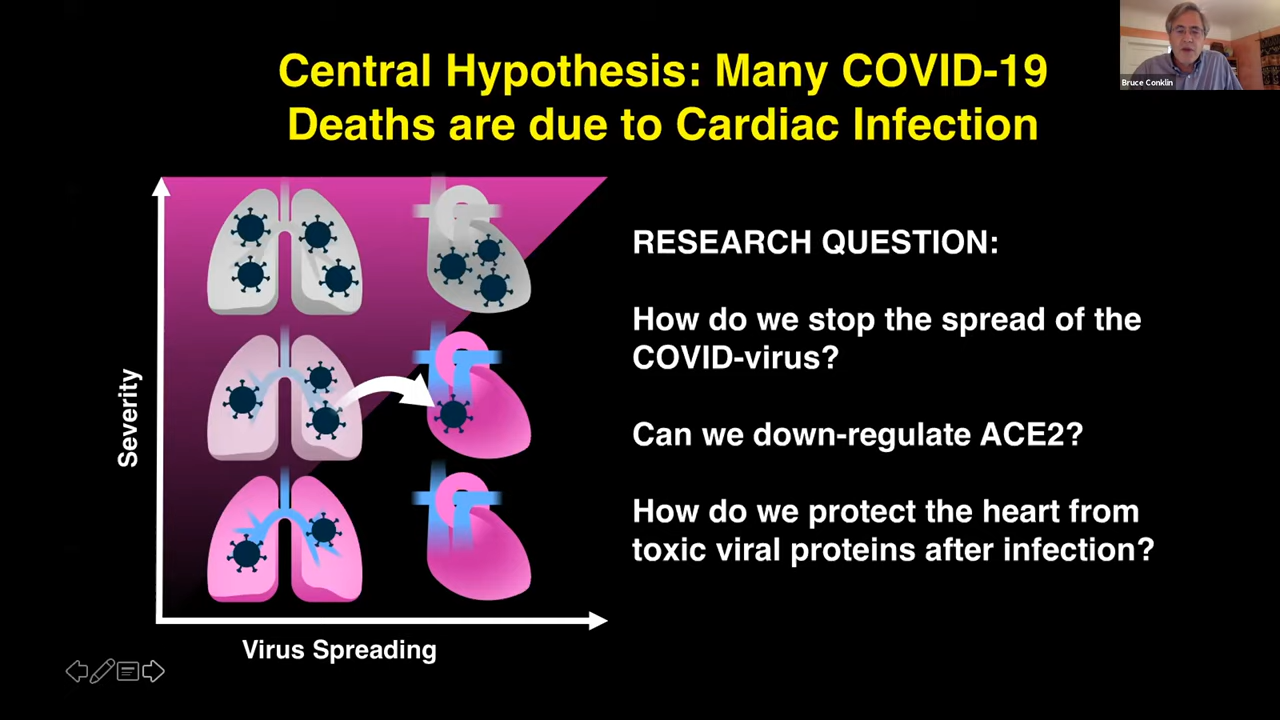 Central Hypothesis: Many COVID-19
Deaths are due to Cardiac Infection
Bruce Conklin
RESEARCH QUESTION:
How do we stop the spread of the
COVID-virus?
Can we down-regulate ACE2?
How do we protect the heart from
toxic viral proteins after infection?
Severity
Virus Spreading